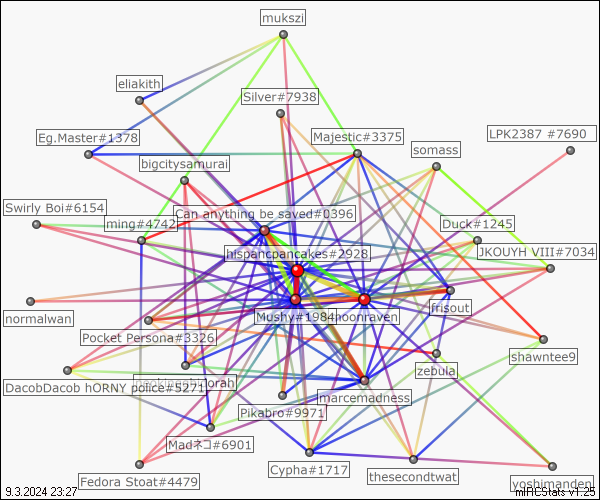 mukszi
eliakith
Silver#7938
Eg.Master#1378
Majestic#3375
LPK2387 #7690
somass
bigcitysamurai
Swirly Boi#6154
Can anything be saved#0396
ming#4742
Duck#1245
hispancpancakes#2928
JKOUYH VIII#7034
Mushy#1984
hoonraven
frisout
normalwan
Pocket Persona#3326
shawntee9
zebula
DacobDacob hORNY police#5271
orah
marcemadness
Pikabro#9971
Madネコ#6901
Cypha#1717
thesecondtwat
Fedora Stoat#4479
yoshimanden
9.3.2024 23:27
mIRCStats v1.25